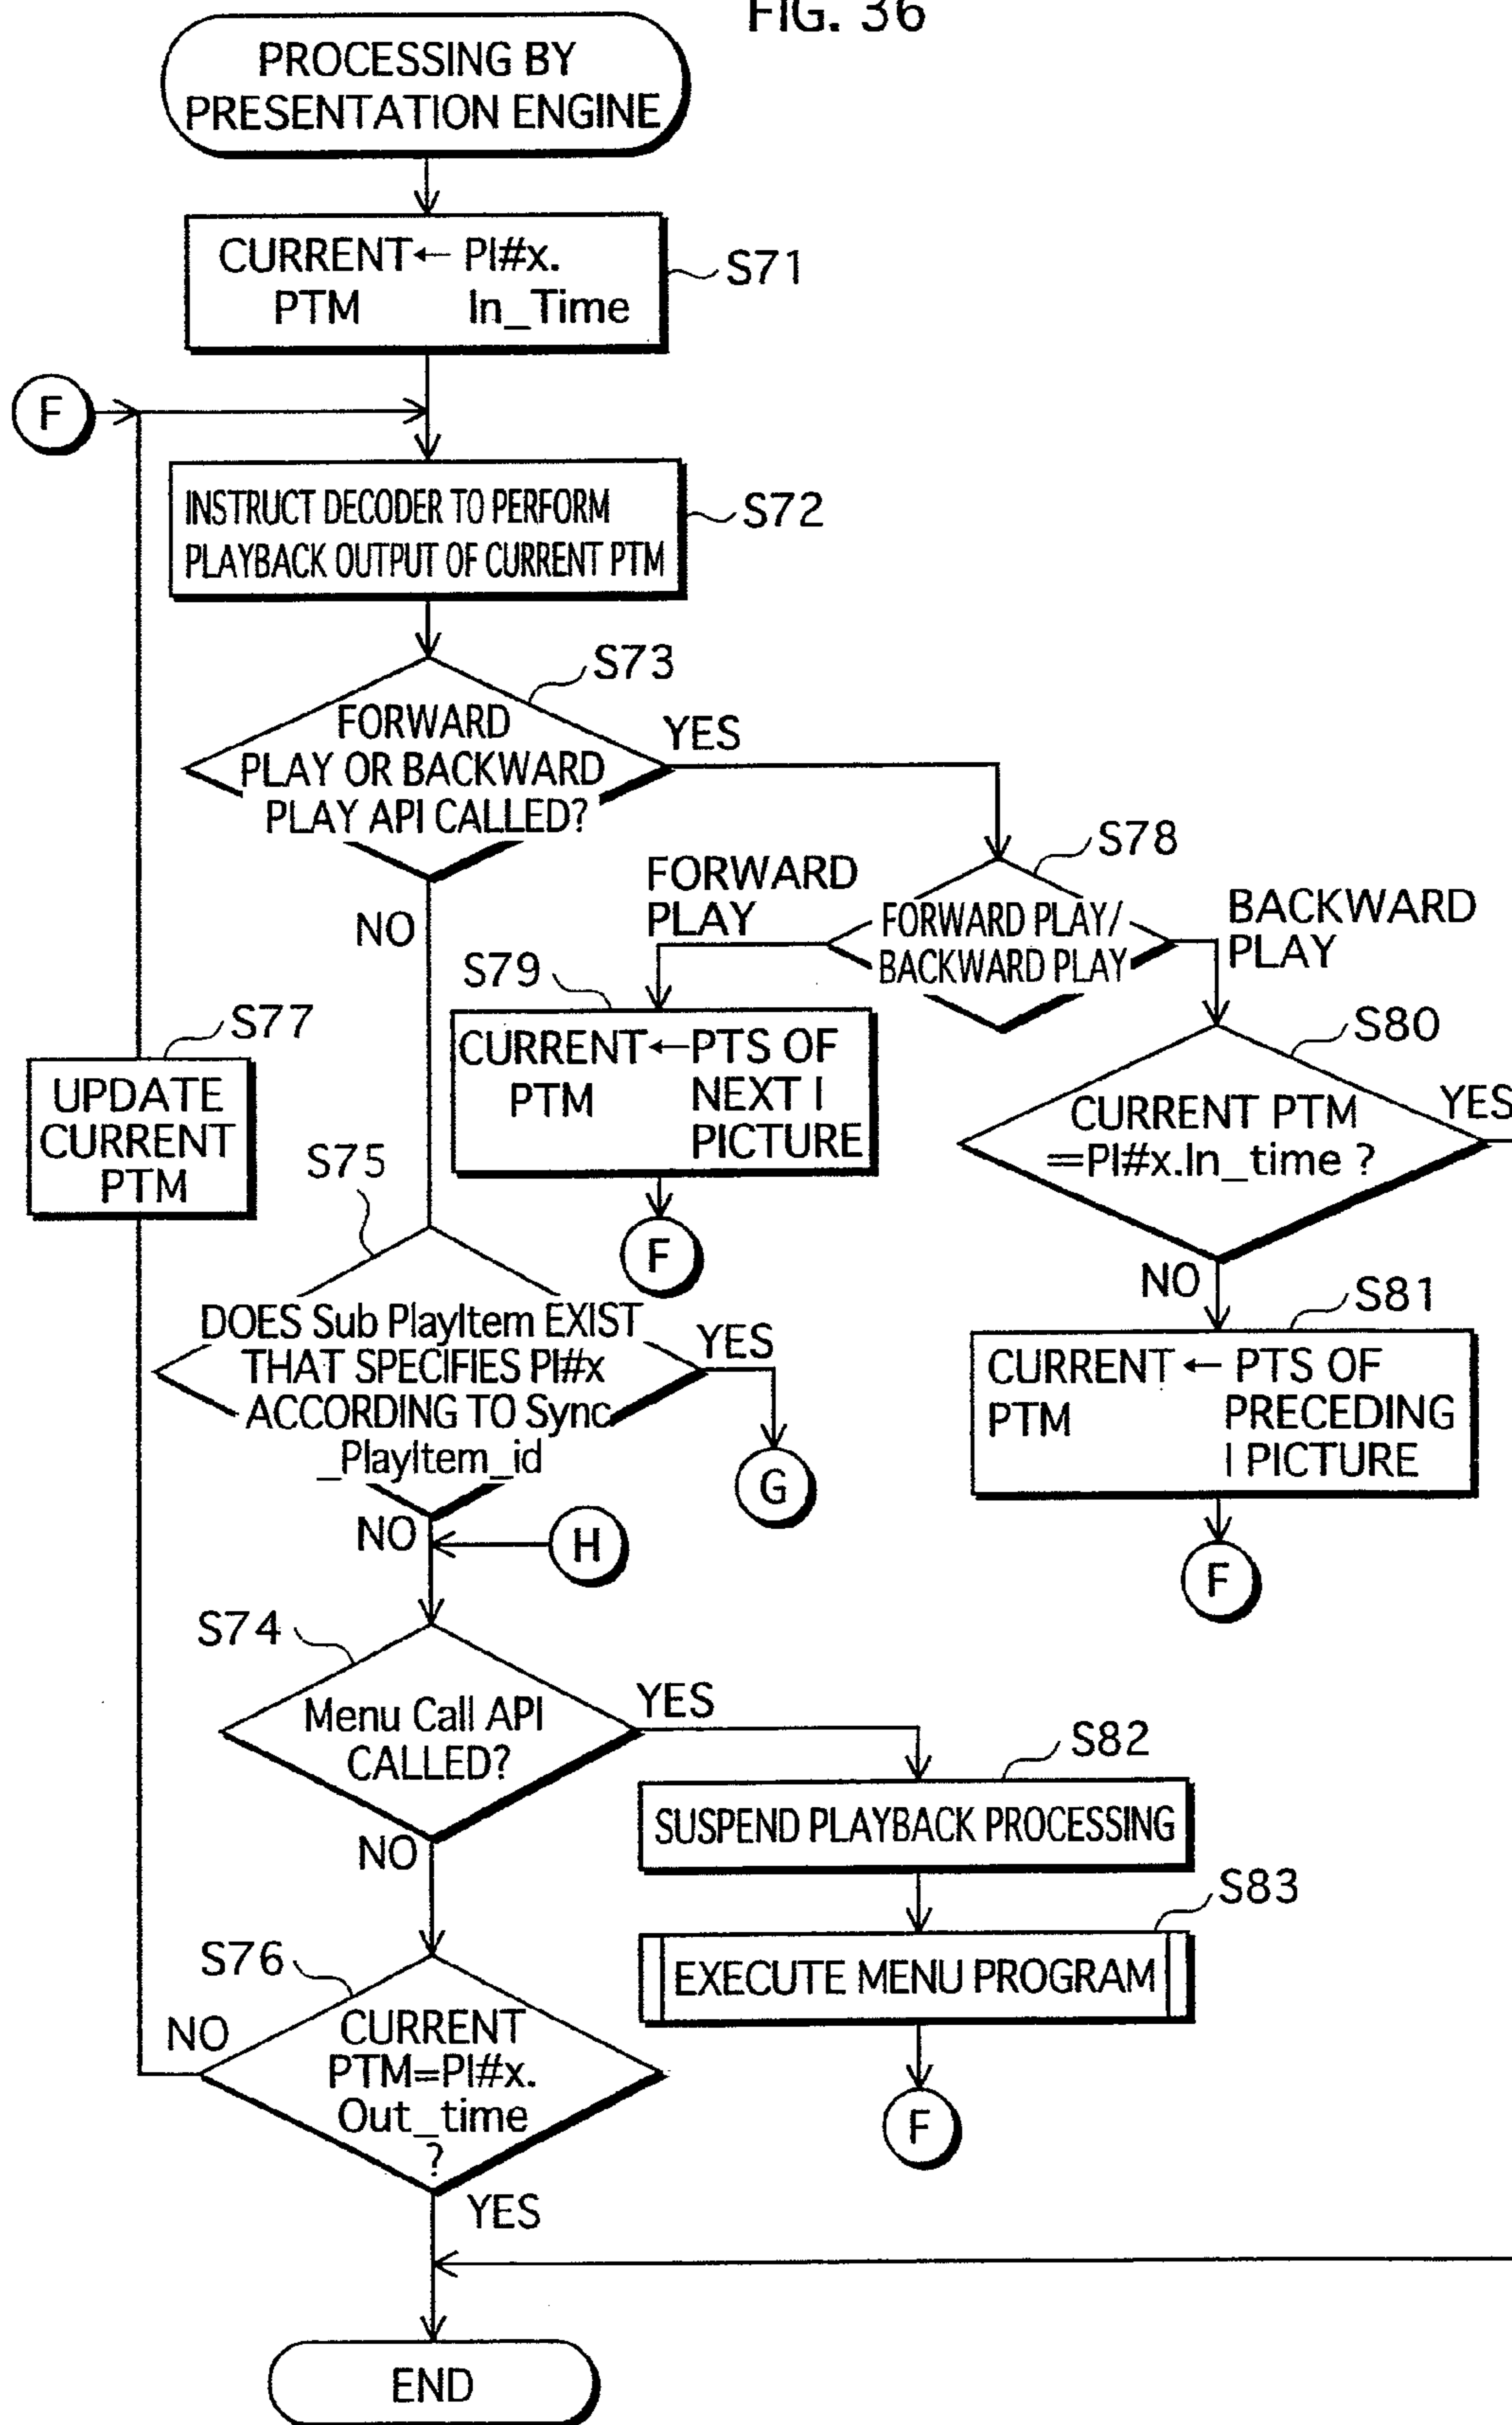 FIG. 36
PROCESSING BY
PRESENTATION ENGINE
CURRENT ← PI#x.
PTM In_Time
S71
F
INSTRUCT DECODER TO PERFORM
PLAYBACK OUTPUT OF CURRENT PTM
S72
S73
FORWARD
PLAY OR BACKWARD
PLAY API CALLED?
YES
NO
S78
FORWARD
PLAY
FORWARD PLAY/
BACKWARD PLAY
BACKWARD
PLAY
S79
CURRENT ← PTS OF
PTM NEXT I
PICTURE
F
S80
CURRENT PTM
=PI#x.In_time ?
YES
NO
S81
CURRENT ← PTS OF
PTM PRECEDING
I PICTURE
F
S77
UPDATE
CURRENT
PTM
S75
DOES Sub PlayItem EXIST
THAT SPECIFIES PI#x
ACCORDING TO Sync
_PlayItem_id
YES
G
NO
H
S74
Menu Call API
CALLED?
YES
NO
S82
SUSPEND PLAYBACK PROCESSING
S83
EXECUTE MENU PROGRAM
F
S76
NO
CURRENT
PTM=PI#x.
Out_time
?
YES
END